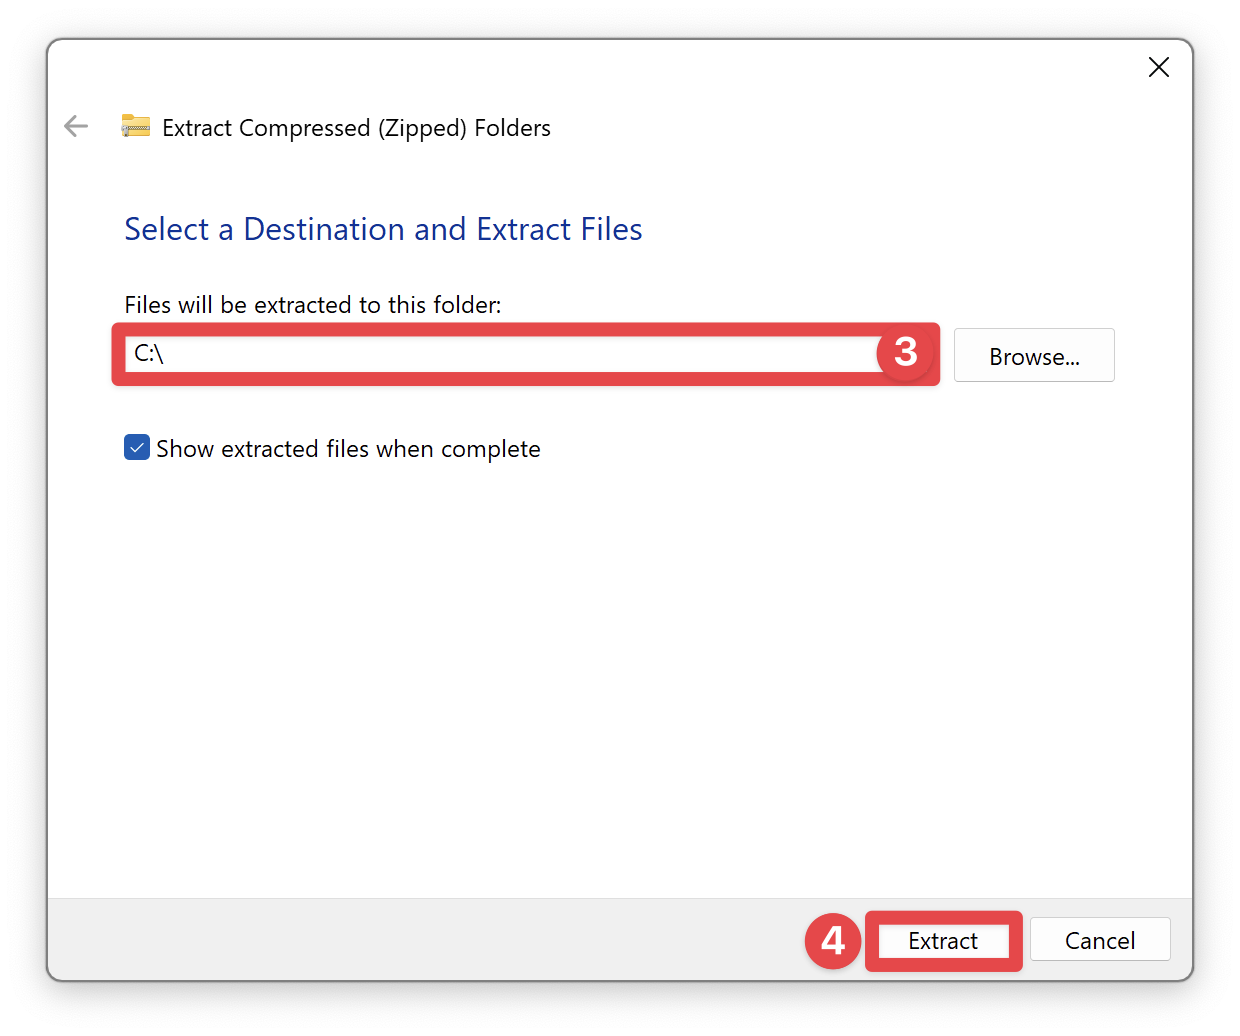 Extract Compressed (Zipped) Folders
Select a Destination and Extract Files
Files will be extracted to this folder:
C:\
3
Browse...
Show extracted files when complete
4
Extract
Cancel